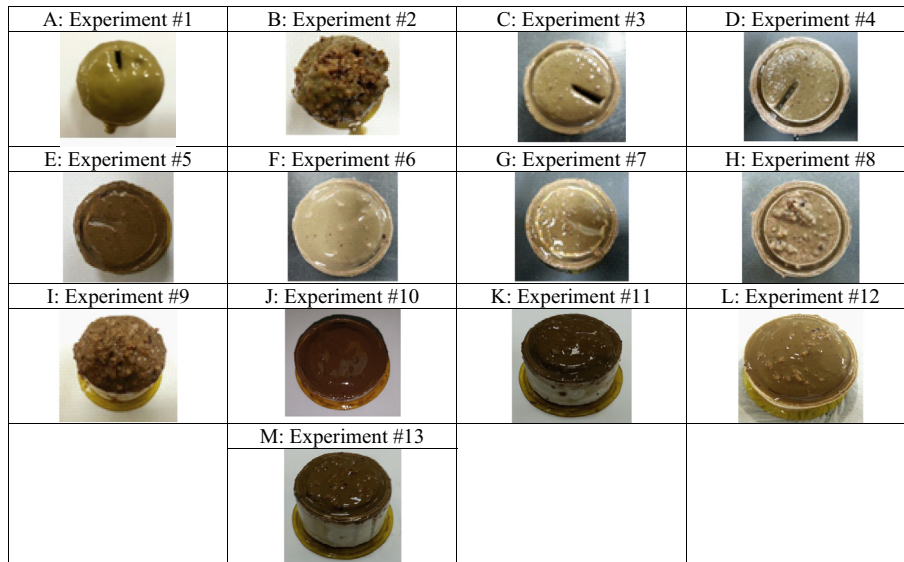 A: Experiment #1
B: Experiment #2
C: Experiment #3
D: Experiment #4
E: Experiment #5
F: Experiment #6
G: Experiment #7
H: Experiment #8
I: Experiment #9
J: Experiment #10
K: Experiment #11
L: Experiment #12
M: Experiment #13